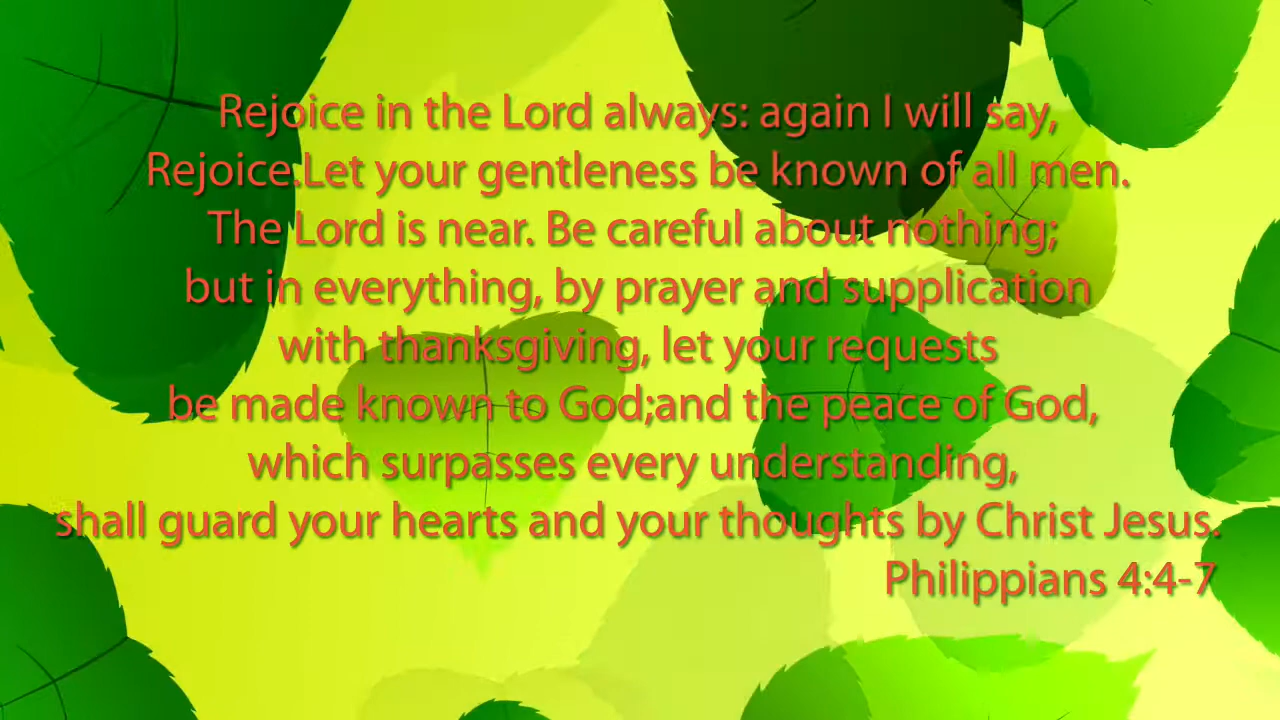 Rejoice in the Lord always: again I will say,
Rejoice.Let your gentleness be known of all men.
The Lord is near. Be careful about nothing;
but in everything, by prayer and supplication
with thanksgiving, let your requests
be made known to God;and the peace of God,
which surpasses every understanding,
shall guard your hearts and your thoughts by Christ Jesus.
Philippians 4:4-7